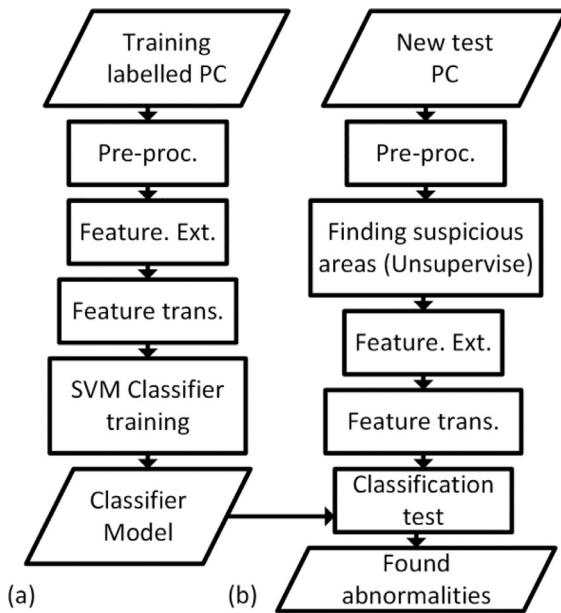 Training
labelled PC
Pre-proc.
Feature. Ext.
Feature trans.
SVM Classifier
training
Classifier
Model
(a)
New test
PC
Pre-proc.
Finding suspicious
areas (Unsupervise)
Feature. Ext.
Feature trans.
Classification
test
Found
abnormalities
(b)